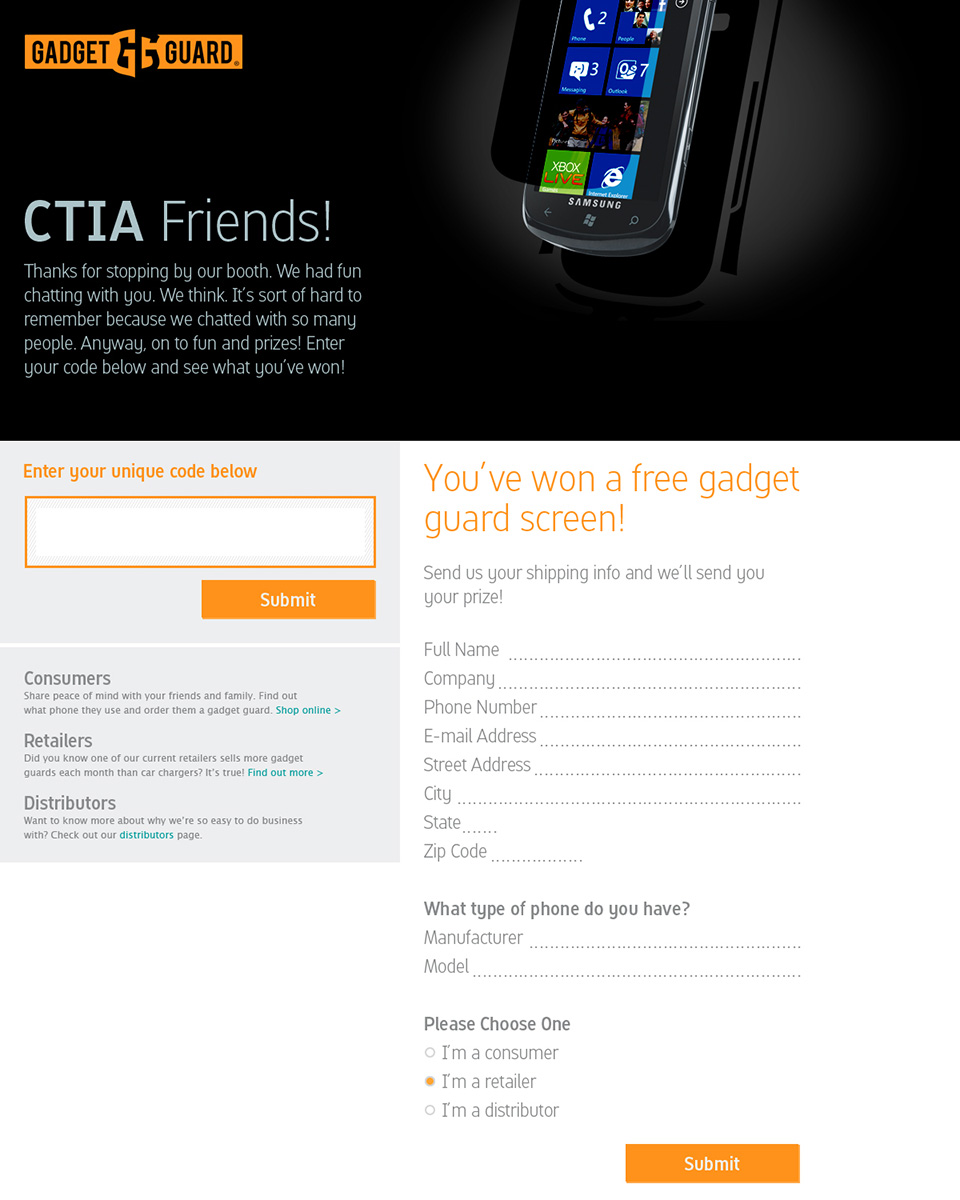 GADGET GG GUARD®
2
Phone
People
3
Messaging
7
Outlook
Pictures
XBOX
LIVE
Games
Internet Explorer
SAMSUNG
CTIA Friends!
Thanks for stopping by our booth. We had fun
chatting with you. We think. It's sort of hard to
remember because we chatted with so many
people. Anyway, on to fun and prizes! Enter
your code below and see what you've won!
Enter your unique code below
Submit
Consumers
Share peace of mind with your friends and family. Find out
what phone they use and order them a gadget guard. Shop online >
Retailers
Did you know one of our current retailers sells more gadget
guards each month than car chargers? It's true! Find out more >
Distributors
Want to know more about why we're so easy to do business
with? Check out our distributors page.
You've won a free gadget
guard screen!
Send us your shipping info and we'll send you
your prize!
Full Name
Company
Phone Number
E-mail Address
Street Address
City
State
Zip Code
What type of phone do you have?
Manufacturer
Model
Please Choose One
I'm a consumer
I'm a retailer
I'm a distributor
Submit